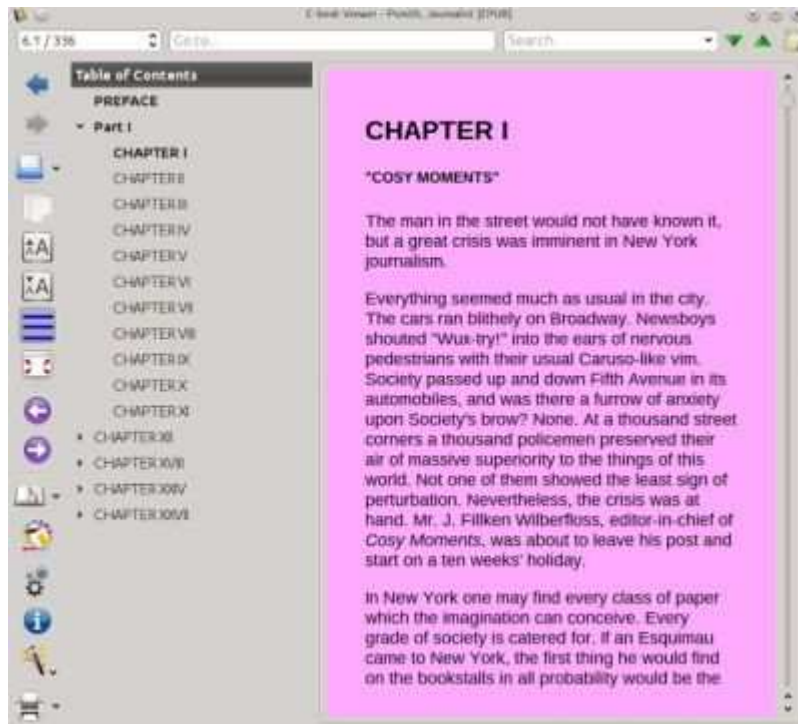 E-book Viewer - Psmith, Journalist [EPUB]
6.1 / 336
Go to...
Search
Table of Contents
PREFACE
Part I
CHAPTER I
CHAPTER II
CHAPTER III
CHAPTER IV
CHAPTER V
CHAPTER VI
CHAPTER VII
CHAPTER VIII
CHAPTER IX
CHAPTER X
CHAPTER XI
CHAPTER XII
CHAPTER XVIII
CHAPTER XXIV
CHAPTER I
"COSY MOMENTS"
The man in the street would not have known it,
but a great crisis was imminent in New York
journalism.
Everything seemed much as usual in the city.
The cars ran blithely on Broadway. Newsboys
shouted "Wux-try!" into the ears of nervous
pedestrians with their usual Caruso-like vim.
Society passed up and down Fifth Avenue in its
automobiles, and was there a furrow of anxiety
upon Society's brow? None. At a thousand street
corners a thousand policemen preserved their
air of massive superiority to the things of this
world. Not one of them showed the least sign of
perturbation. Nevertheless, the crisis was at
hand. Mr. J. Fillken Wilberfloss, editor-in-chief of
Cosy Moments, was about to leave his post and
start on a ten weeks' holiday.
In New York one may find every class of paper
which the imagination can conceive. Every
grade of society is catered for. If an Esquimau
came to New York, the first thing he would find
on the bookstalls in all probability would be the